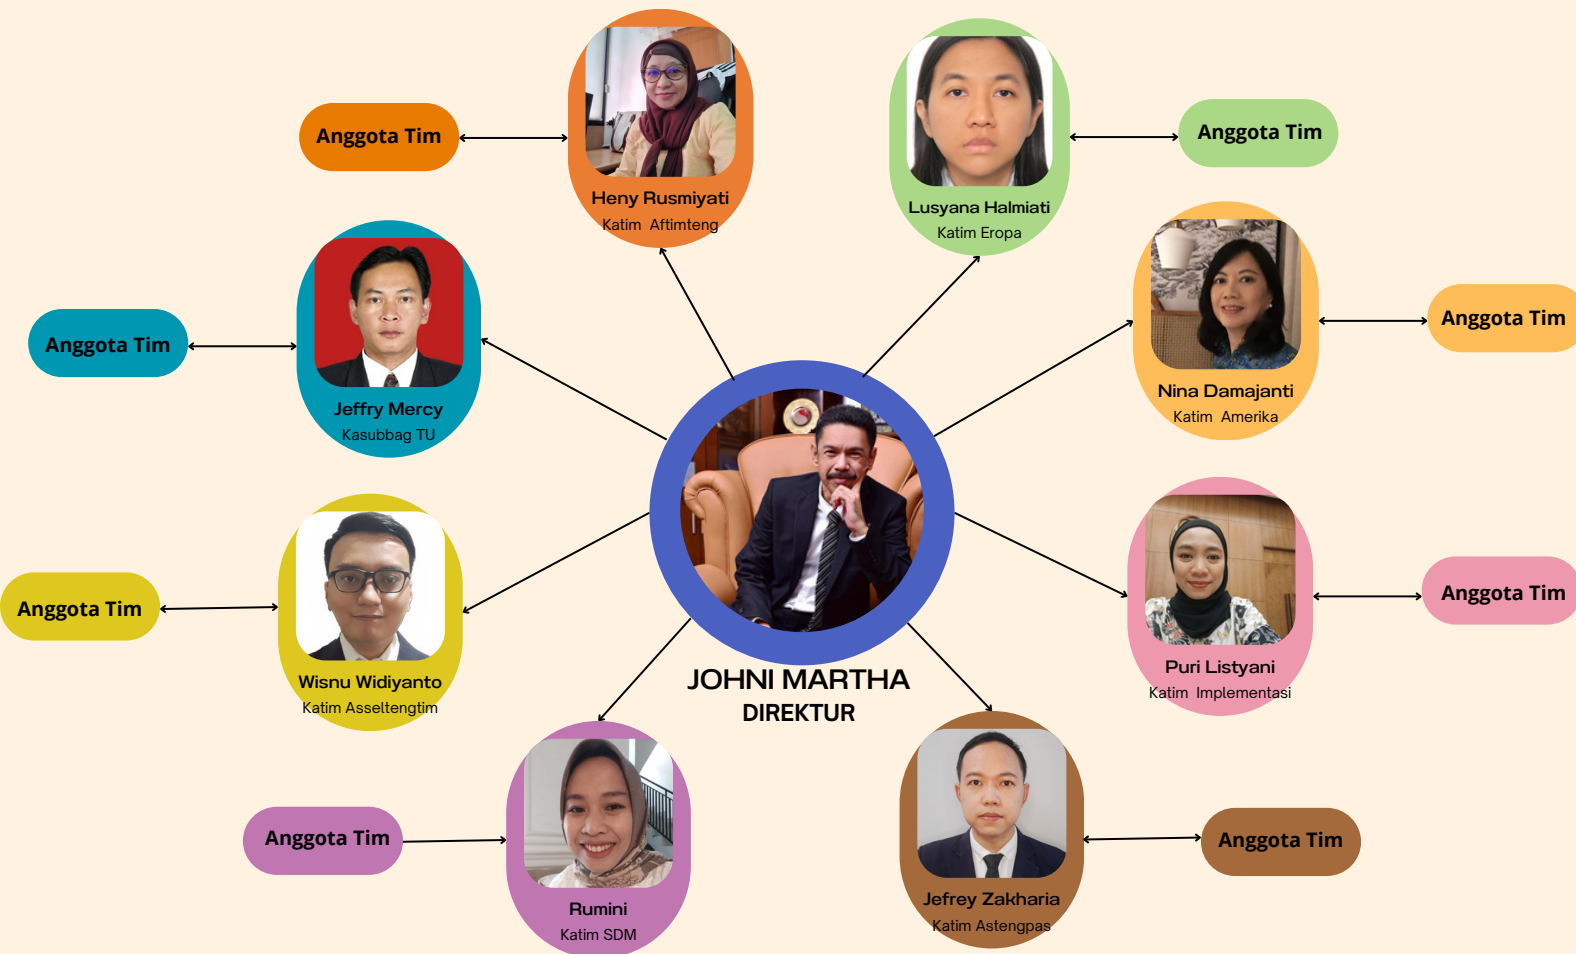 Anggota Tim
Heny Rusmiyati
Katim Aftimteng
Lusyana Halmiati
Katim Eropa
Anggota Tim
Anggota Tim
Jeffry Mercy
Kasubbag TU
Nina Damajanti
Katim Amerika
Anggota Tim
Anggota Tim
Wisnu Widiyanto
Katim Asseltengtim
JOHNI MARTHA
DIREKTUR
Puri Listyani
Katim Implementasi
Anggota Tim
Anggota Tim
Rumini
Katim SDM
Jefrey Zakharia
Katim Astengpas
Anggota Tim